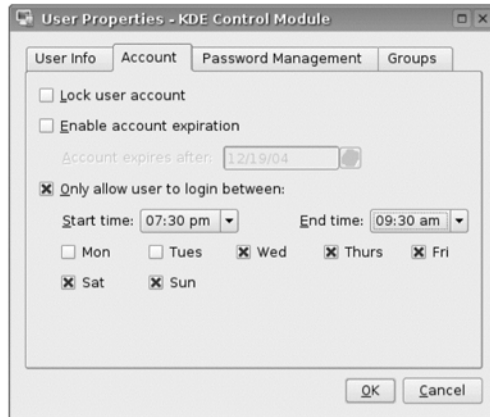 User Properties - KDE Control Module
User Info Account Password Management Groups
Lock user account
Enable account expiration
Account expires after: 12/19/04
Only allow user to login between:
Start time: 07:30 pm End time: 09:30 am
Mon Tues Wed Thurs Fri
Sat Sun
OK Cancel